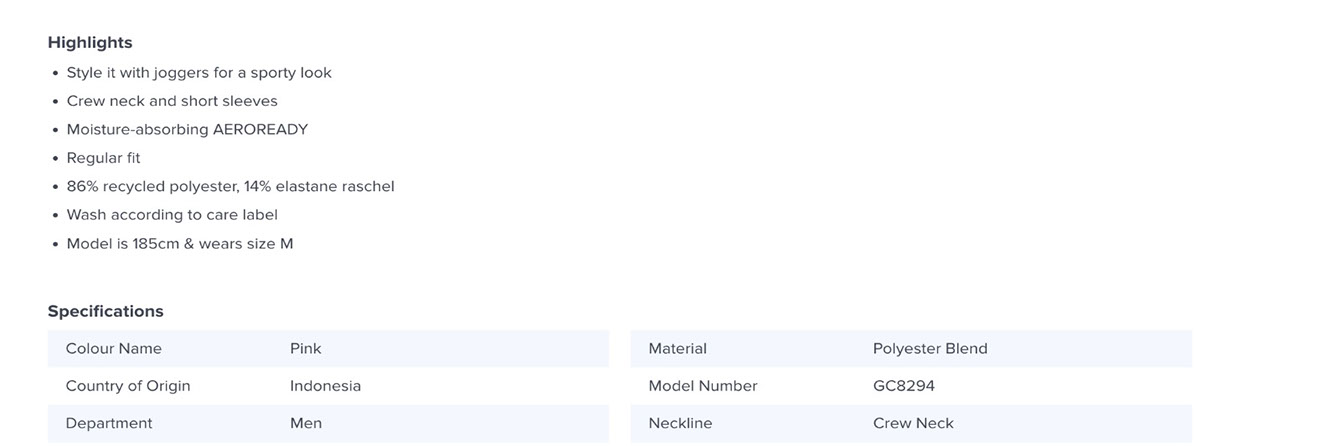 Highlights
• Style it with joggers for a sporty look
• Crew neck and short sleeves
• Moisture-absorbing AEROREADY
• Regular fit
• 86% recycled polyester, 14% elastane raschel
• Wash according to care label
• Model is 185cm & wears size M
Specifications
Colour Name Pink Material Polyester Blend
Country of Origin Indonesia Model Number GC8294
Department Men Neckline Crew Neck